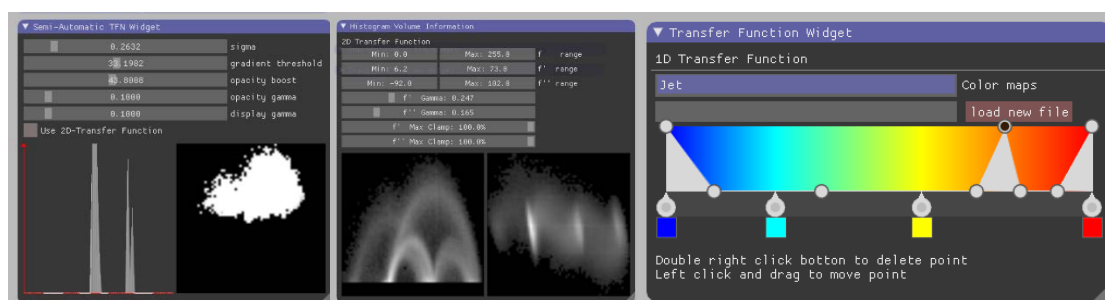 Semi-Automatic TFN Widget
0.2632 sigma
33.1982 gradient threshold
43.8088 opacity boost
0.1000 opacity gamma
0.1000 display gamma
Use 2D-Transfer Function
Histogram Volume Information
2D Transfer Function
Min: 0.0 Max: 255.0 f range
Min: 6.2 Max: 73.0 f' range
Min: -92.0 Max: 102.0 f'' range
f' Gamma: 0.247
f'' Gamma: 0.165
f' Max Clamp: 100.0%
f'' Max Clamp: 100.0%
Transfer Function Widget
1D Transfer Function
Jet Color maps
load new file
Double right click botton to delete point
Left click and drag to move point